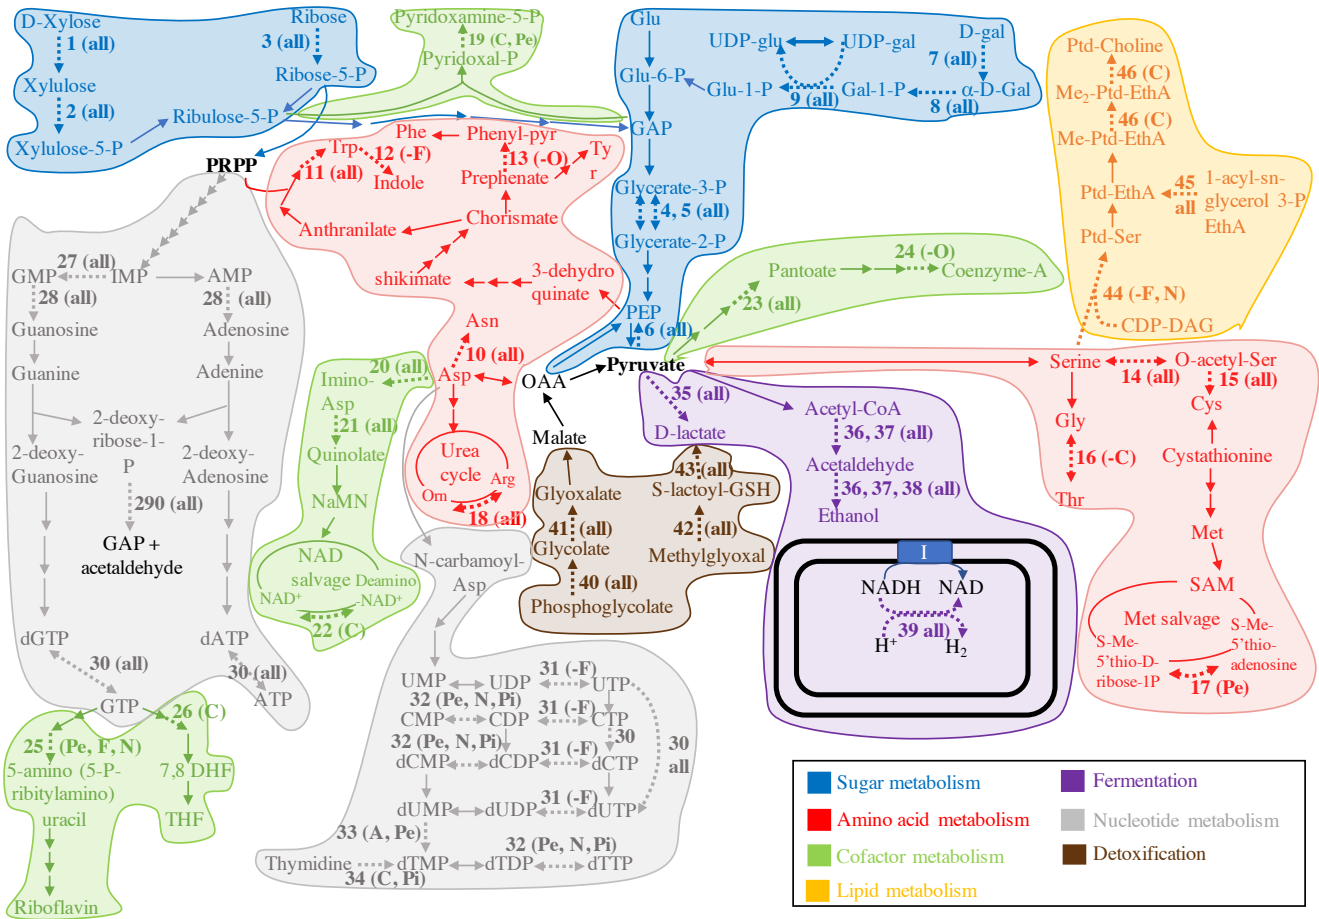 D-Xylose
1 (all)
Xylulose
2 (all)
Xylulose-5-P
Ribose
3 (all)
Ribose-5-P
Ribulose-5-P
PRPP
Pyridoxamine-5-P
19 (C, Pe)
Pyridoxal-P
Glu
Glu-6-P
GAP
Glycerate-3-P
4, 5 (all)
Glycerate-2-P
PEP
6 (all)
Pyruvate
UDP-glu
UDP-gal
D-gal
7 (all)
Glu-1-P
9 (all)
Gal-1-P
8 (all)
α-D-Gal
Ptd-Choline
46 (C)
Me2-Ptd-EthA
46 (C)
Me-Ptd-EthA
Ptd-EthA
45
all
1-acyl-sn-
glycerol 3-P
EthA
Ptd-Ser
44 (-F, N)
CDP-DAG
Phe
Phenyl-pyr
Trp
12 (-F)
13 (-O)
Ty
r
11 (all)
Indole
Prephenate
Anthranilate
Chorismate
shikimate
3-dehydro
quinate
Asn
10 (all)
Asp
OAA
Malate
Urea
cycle
Orn
Arg
18 (all)
Pantoate
24 (-O)
Coenzyme-A
23 (all)
27 (all)
GMP
IMP
AMP
28 (all)
28 (all)
Guanosine
Adenosine
Guanine
Adenine
2-deoxy-
ribose-1-
P
2-deoxy-
Guanosine
2-deoxy-
Adenosine
290 (all)
GAP +
acetaldehyde
dGTP
dATP
30 (all)
30 (all)
GTP
ATP
20 (all)
Imino-
Asp
21 (all)
Quinolate
NaMN
NAD
salvage
Deamino
-NAD+
NAD+
22 (C)
25 (Pe, F, N)
26 (C)
5-amino (5-P-
ribitylamino)
uracil
Riboflavin
7,8 DHF
THF
N-carbamoyl-
Asp
UMP
UDP
31 (-F)
UTP
32 (Pe, N, Pi)
CMP
CDP
31 (-F)
CTP
32 (Pe, N, Pi)
30
30
all
dCMP
dCDP
31 (-F)
dCTP
dUMP
dUDP
31 (-F)
dUTP
33 (A, Pe)
32 (Pe, N, Pi)
Thymidine
dTMP
dTDP
dTTP
34 (C, Pi)
Glyoxalate
41 (all)
Glycolate
40 (all)
Phosphoglycolate
43 (all)
S-lactoyl-GSH
42 (all)
Methylglyoxal
35 (all)
D-lactate
Acetyl-CoA
36, 37 (all)
Acetaldehyde
36, 37, 38 (all)
Ethanol
I
NADH
NAD
39 all)
H+
H2
Serine
14 (all)
O-acetyl-Ser
15 (all)
Cys
Gly
16 (-C)
Thr
Cystathionine
Met
SAM
Met salvage
S-Me-
5'thio-D-
ribose-1P
S-Me-
5'thio-
adenosine
17 (Pe)
Sugar metabolism
Amino acid metabolism
Cofactor metabolism
Lipid metabolism
Fermentation
Nucleotide metabolism
Detoxification